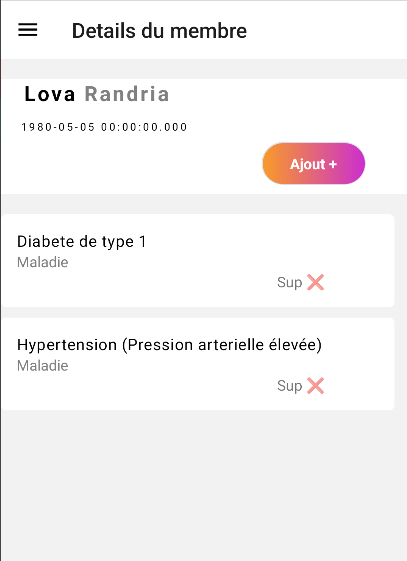 Details du membre
Lova Randria
1980-05-05 00:00:00.000
Ajout +
Diabete de type 1
Maladie
Sup ❌
Hypertension (Pression arterielle élevée)
Maladie
Sup ❌